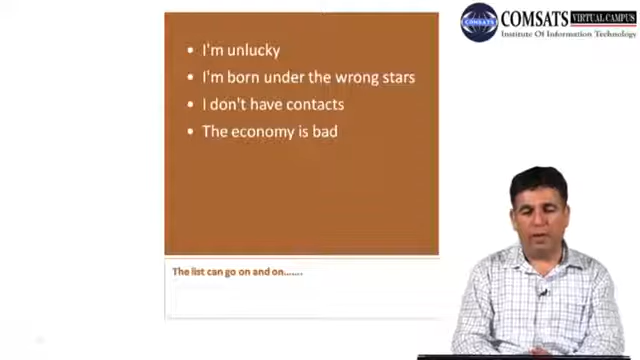 COMSATS VIRTUAL CAMPUS
COMSATS
Institute Of Information Technology
• I'm unlucky
• I'm born under the wrong stars
• I don't have contacts
• The economy is bad
The list can go on and on.......